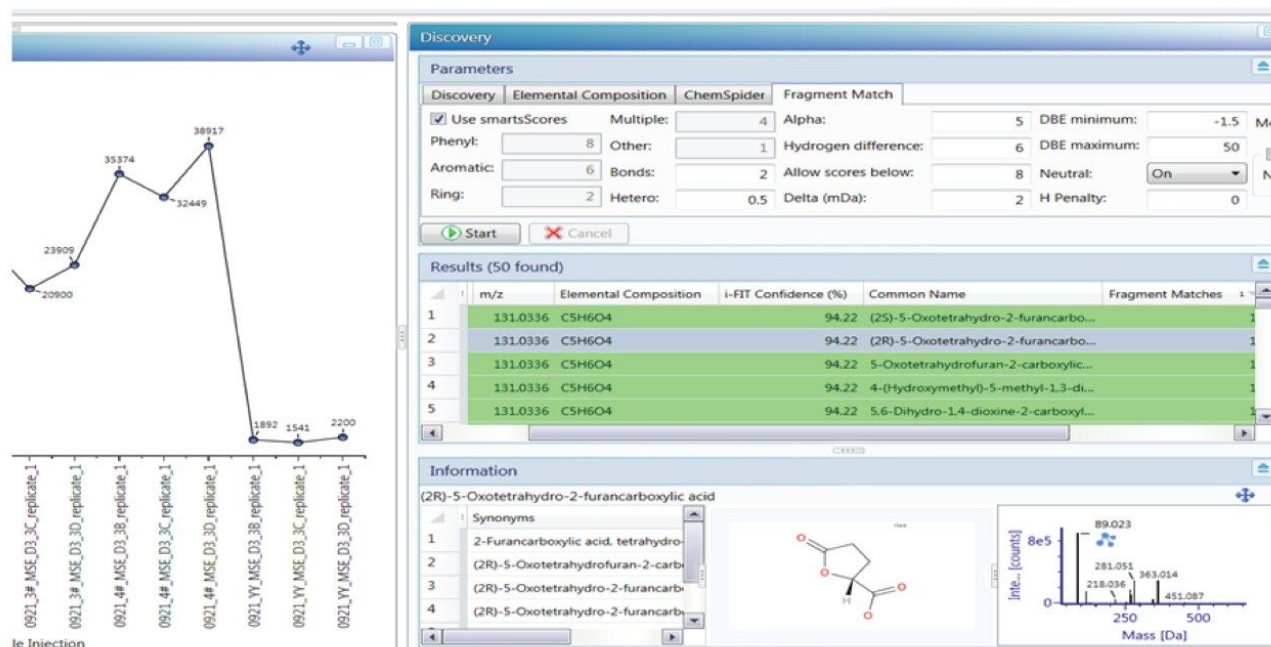 38917
35374
32449
23909
20900
1892
1541
2200
0921_3#_MSE_D3_3C_replicate_1
0921_3#_MSE_D3_3D_replicate_1
0921_4#_MSE_D3_3B_replicate_1
0921_4#_MSE_D3_3C_replicate_1
0921_4#_MSE_D3_3D_replicate_1
0921_YY_MSE_D3_3B_replicate_1
0921_YY_MSE_D3_3C_replicate_1
0921_YY_MSE_D3_3D_replicate_1
le Injection
Discovery
Parameters
Discovery Elemental Composition ChemSpider Fragment Match
Use smartsScores Multiple: 4 Alpha: 5 DBE minimum: -1.5
Phenyl: 8 Other: 1 Hydrogen difference: 6 DBE maximum: 50
Aromatic: 6 Bonds: 2 Allow scores below: 8 Neutral: On
Ring: 2 Hetero: 0.5 Delta (mDa): 2 H Penalty: 0
Start Cancel
Results (50 found)
m/z Elemental Composition i-FIT Confidence (%) Common Name Fragment Matches
1 131.0336 C5H6O4 94.22 (2S)-5-Oxotetrahydro-2-furancarbo... 1
2 131.0336 C5H6O4 94.22 (2R)-5-Oxotetrahydro-2-furancarbo... 1
3 131.0336 C5H6O4 94.22 5-Oxotetrahydrofuran-2-carboxylic... 1
4 131.0336 C5H6O4 94.22 4-(Hydroxymethyl)-5-methyl-1,3-di... 1
5 131.0336 C5H6O4 94.22 5,6-Dihydro-1,4-dioxine-2-carboxyl... 1
Information
(2R)-5-Oxotetrahydro-2-furancarboxylic acid
Synonyms
1 2-Furancarboxylic acid, tetrahydro-
2 (2R)-5-Oxotetrahydrofuran-2-carb
3 (2R)-5-Oxotetrahydro-2-furancarb
4 (2R)-5-Oxotetrahydro-2-furancarb
O
O
O
O
H
Inte... [counts]
8e5
0
89.023
281.051
363.014
218.036
451.087
250 500
Mass [Da]